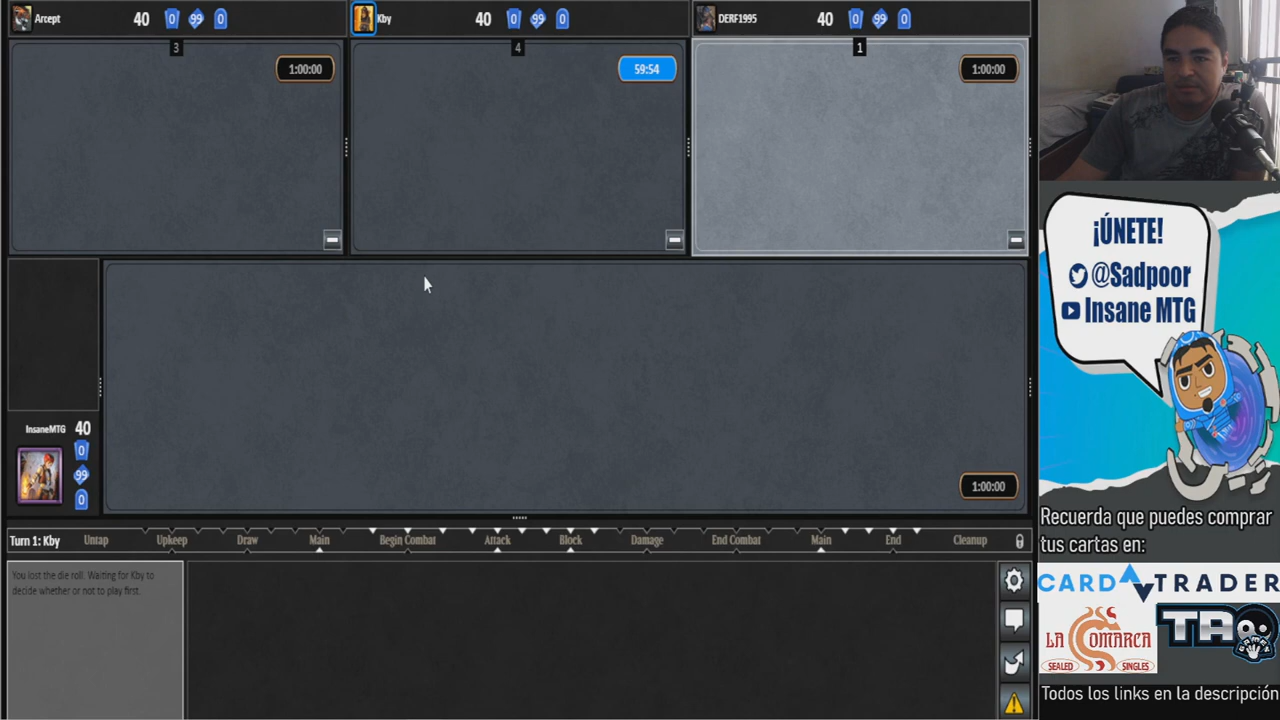 Arcept 40 0 99 0
Kby 40 0 99 0
DERF1995 40 0 99 0
3
4
1
1:00:00
59:54
1:00:00
InsaneMTG 40
0
99
0
1:00:00
Turn 1: Kby Untap Upkeep Draw Main Begin Combat Attack Block Damage End Combat Main End Cleanup
You lost the die roll. Waiting for Kby to
decide whether or not to play first.
¡ÚNETE!
@Sadpoor
Insane MTG
Recuerda que puedes comprar
tus cartas en:
CARD TRADER
LA COMARCA
SEALED SINGLES
TAO
GAMES
Todos los links en la descripción